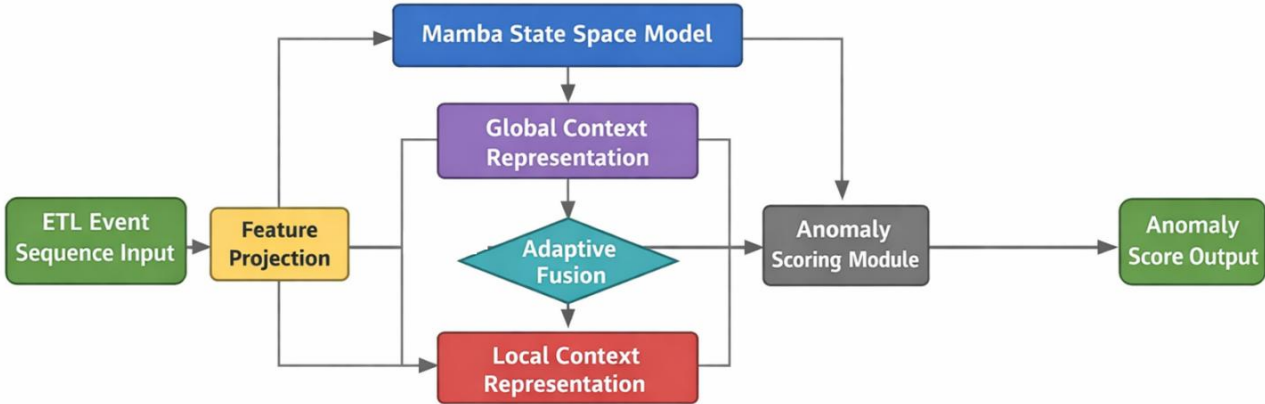 Mamba State Space Model
Global Context
Representation
ETL Event
Sequence Input
Feature
Projection
Adaptive
Fusion
Anomaly
Scoring Module
Anomaly
Score Output
Local Context
Representation